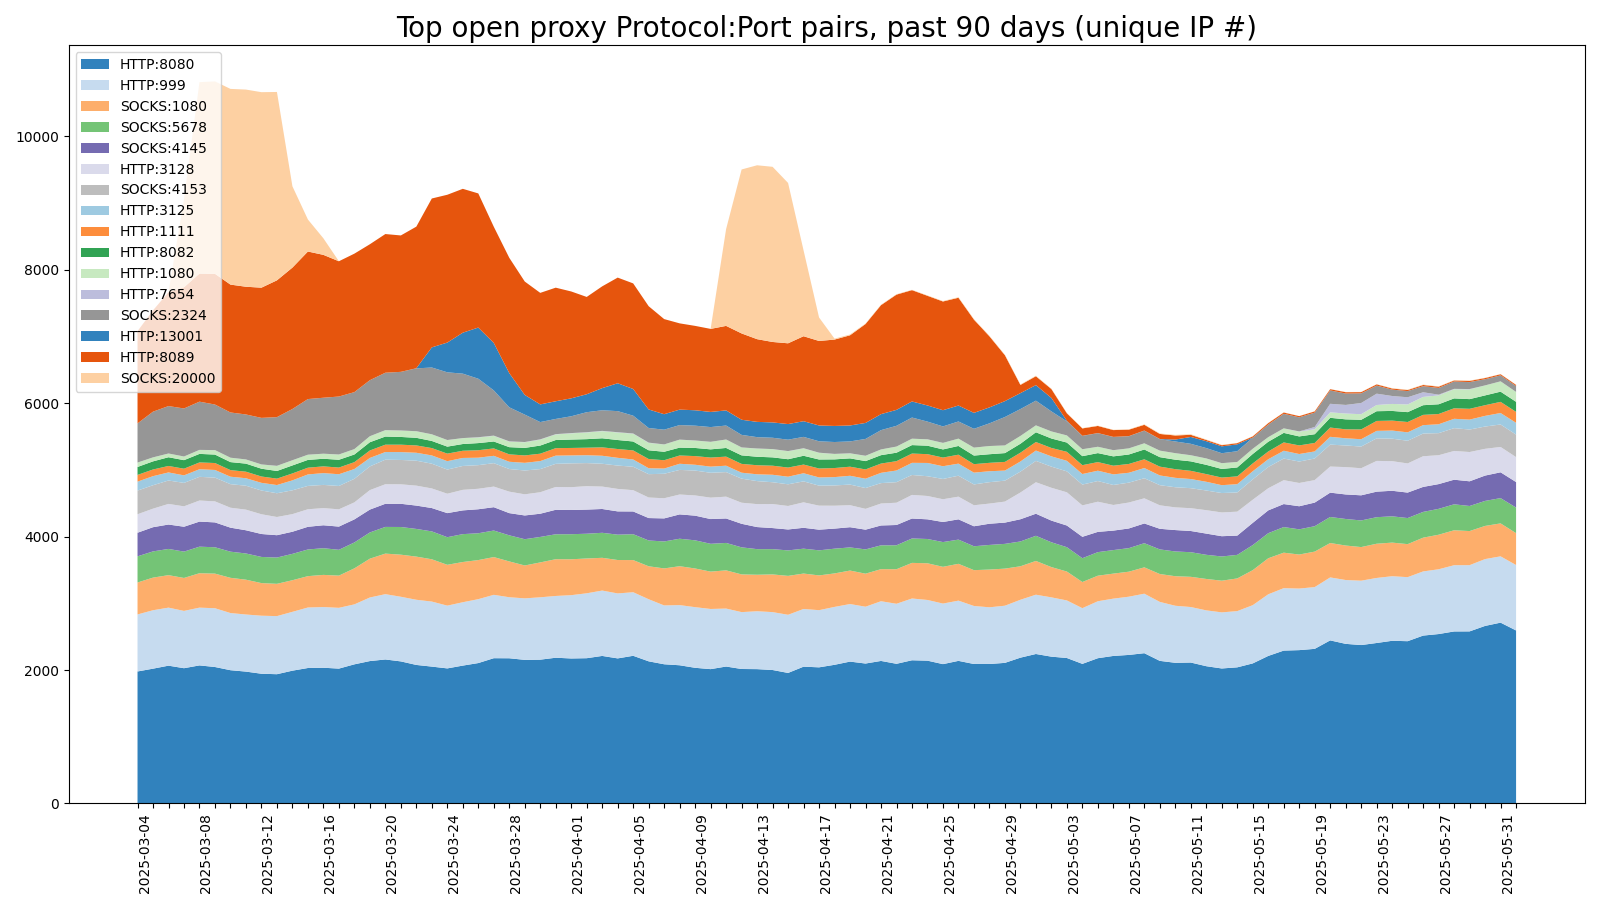 Top open proxy Protocol:Port pairs, past 90 days (unique IP #)
HTTP:8080
HTTP:999
SOCKS:1080
SOCKS:5678
SOCKS:4145
HTTP:3128
SOCKS:4153
HTTP:3125
HTTP:1111
HTTP:8082
HTTP:1080
HTTP:7654
SOCKS:2324
HTTP:13001
HTTP:8089
SOCKS:20000
10000
8000
6000
4000
2000
0
2025-03-04
2025-03-08
2025-03-12
2025-03-16
2025-03-20
2025-03-24
2025-03-28
2025-04-01
2025-04-05
2025-04-09
2025-04-13
2025-04-17
2025-04-21
2025-04-25
2025-04-29
2025-05-03
2025-05-07
2025-05-11
2025-05-15
2025-05-19
2025-05-23
2025-05-27
2025-05-31